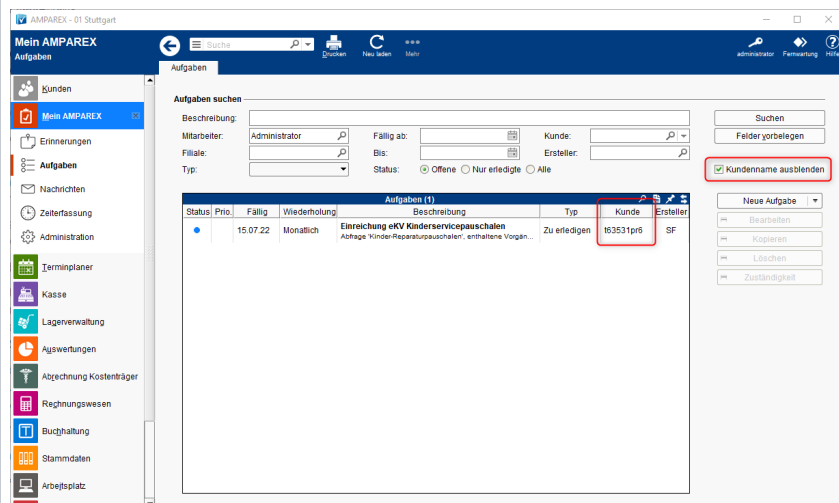 AMPAREX - 01 Stuttgart
Mein AMPAREX
Aufgaben
Suche
Drucken
Neu laden
Mehr
administrator
Fernwartung
Hilfe
Aufgaben
Kunden
Mein AMPAREX
Erinnerungen
Aufgaben
Nachrichten
Zeiterfassung
Administration
Terminplaner
Kasse
Lagerverwaltung
Auswertungen
Abrechnung Kostenträger
Rechnungswesen
Buchhaltung
Stammdaten
Arbeitsplatz
Aufgaben suchen
Beschreibung:
Mitarbeiter: Administrator Fällig ab: Kunde:
Filiale: Bis: Ersteller:
Typ: Status: Offene Nur erledigte Alle
Suchen
Felder vorbelegen
Kundenname ausblenden
Aufgaben (1)
Status Prio. Fällig Wiederholung Beschreibung Typ Kunde Ersteller
15.07.22 Monatlich Einreichung eKV Kinderservicepauschalen Zu erledigen t63531pr6 SF
Abfrage 'Kinder-Reparaturpauschalen', enthaltene Vorgän...
Neue Aufgabe
Bearbeiten
Kopieren
Löschen
Zuständigkeit